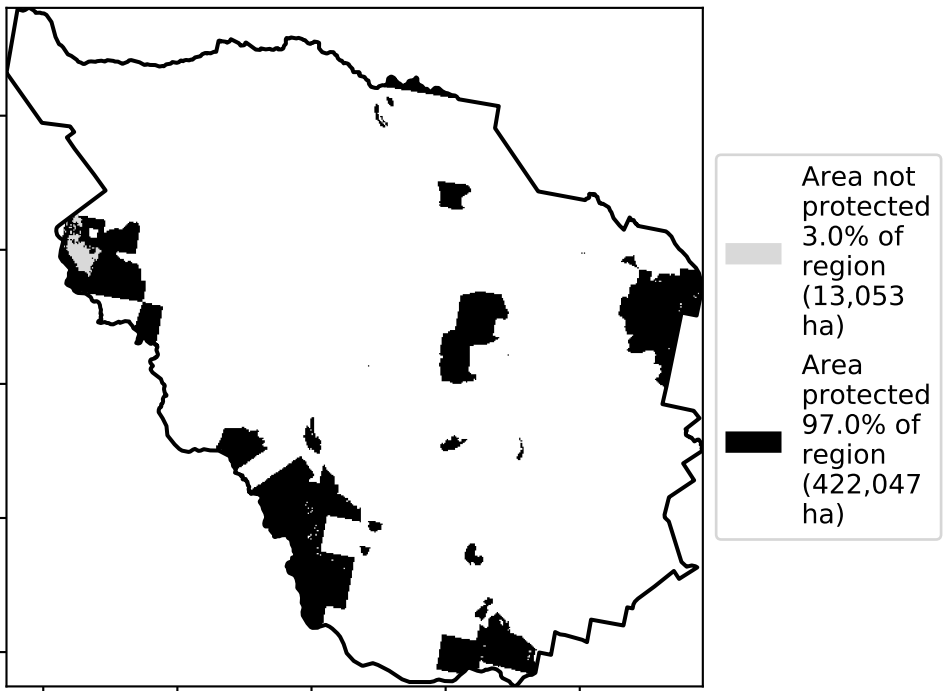 Area not
protected
3.0% of
region
(13,053
ha)
Area
protected
97.0% of
region
(422,047
ha)